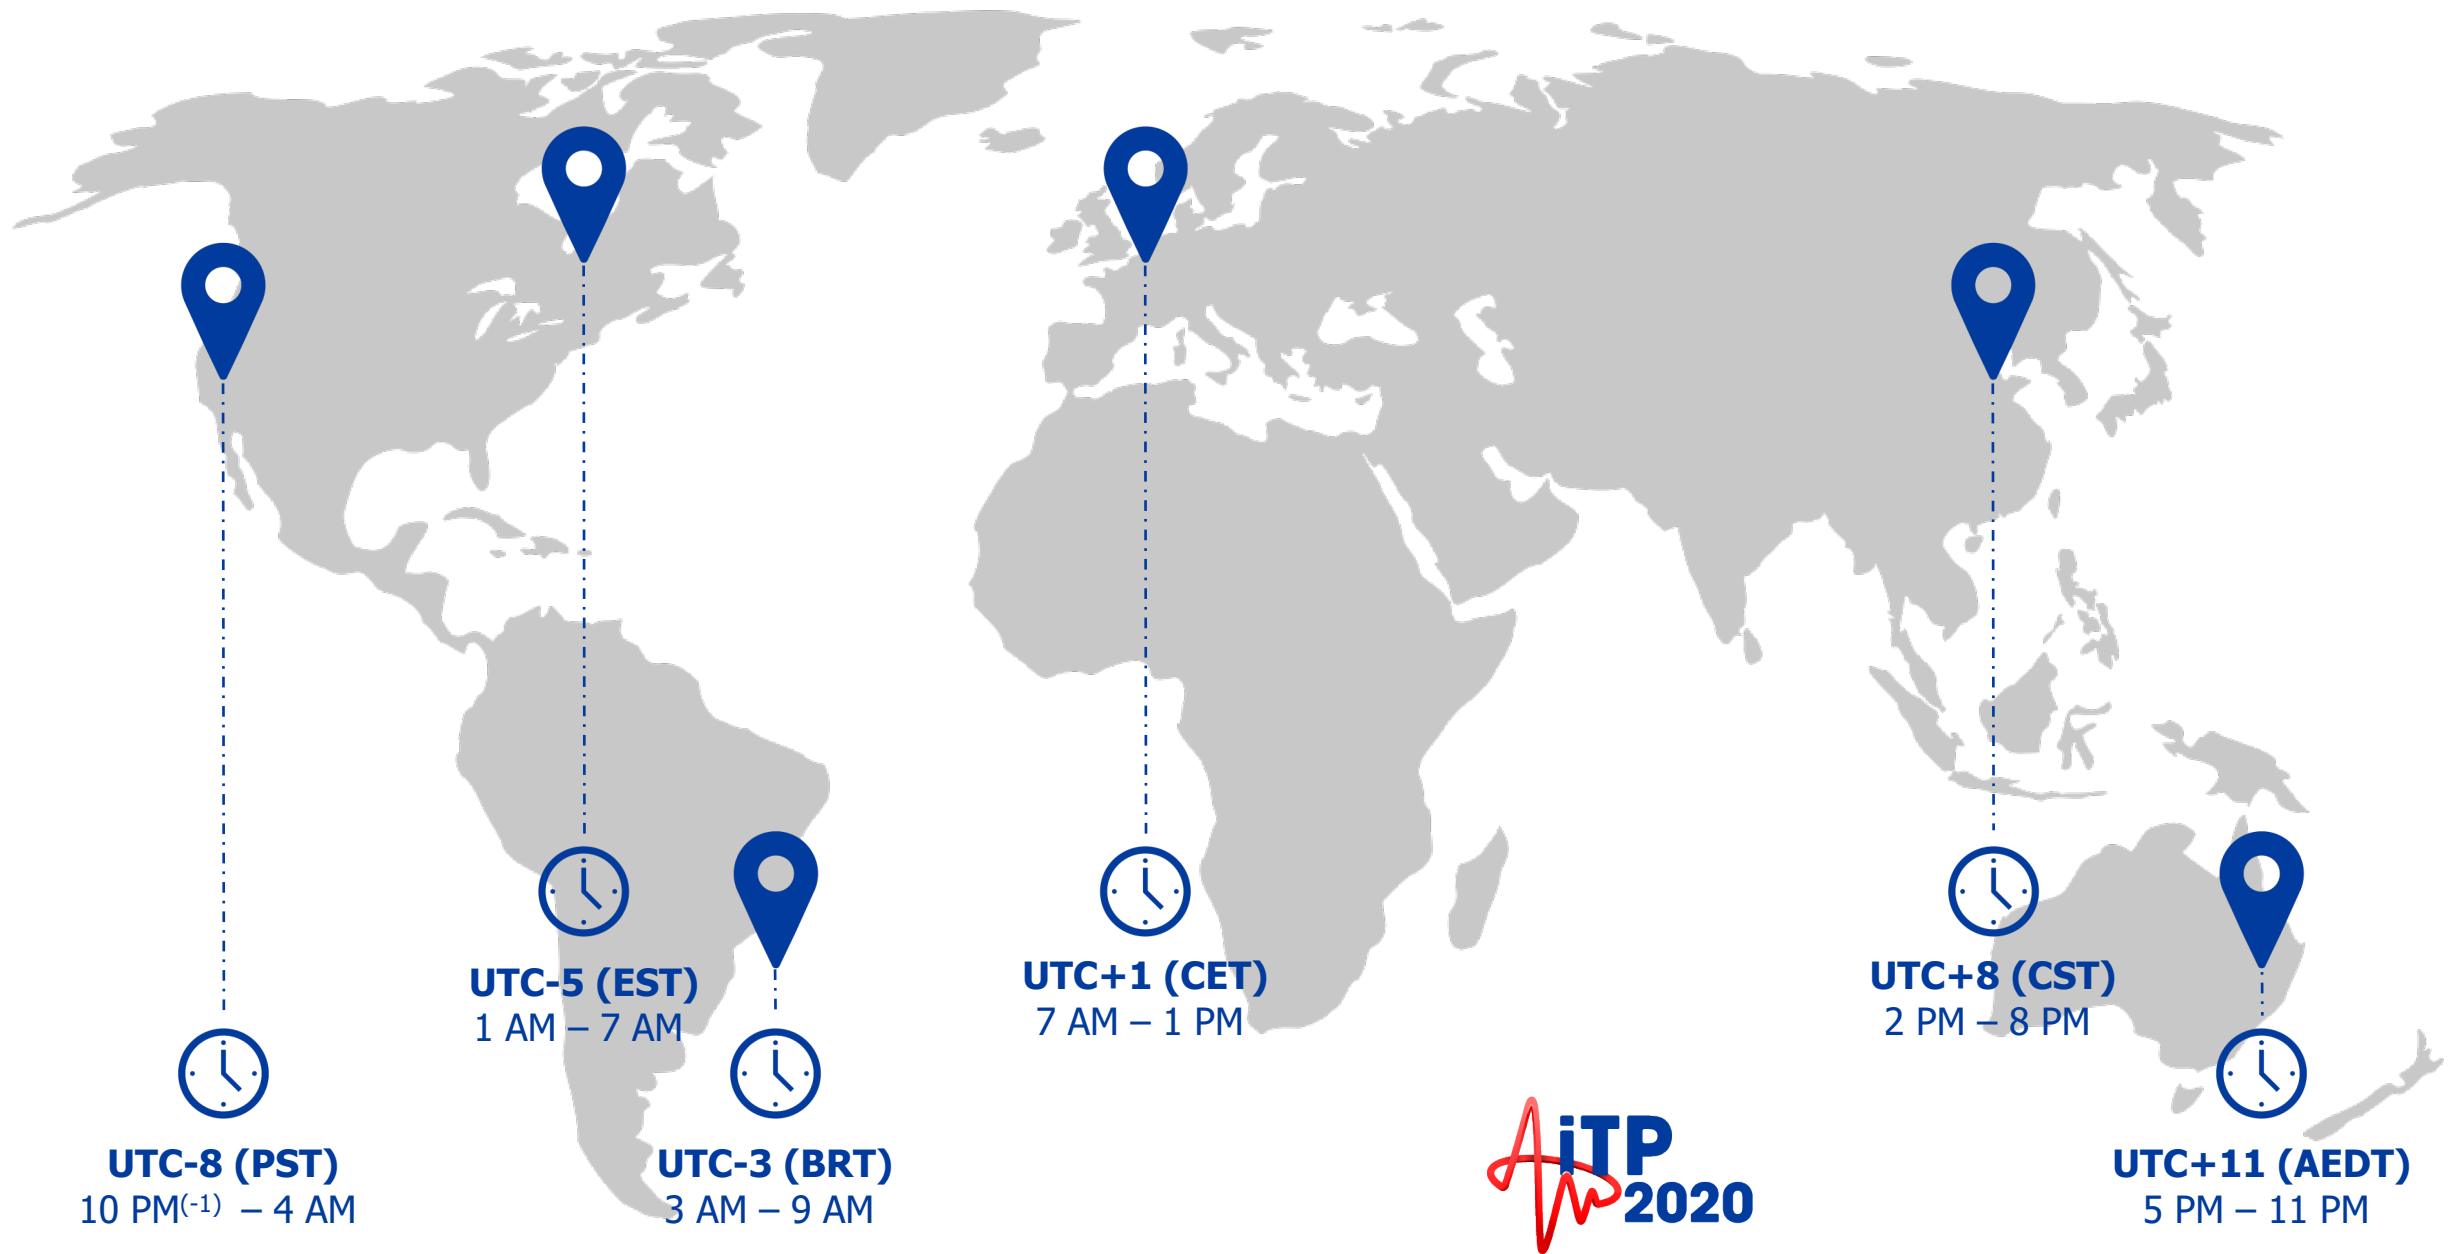 UTC-5 (EST)
1 AM – 7 AM
UTC+1 (CET)
7 AM – 1 PM
UTC+8 (CST)
2 PM – 8 PM
UTC-8 (PST)
10 PM(-1) – 4 AM
UTC-3 (BRT)
3 AM – 9 AM
iTP
2020
UTC+11 (AEDT)
5 PM – 11 PM